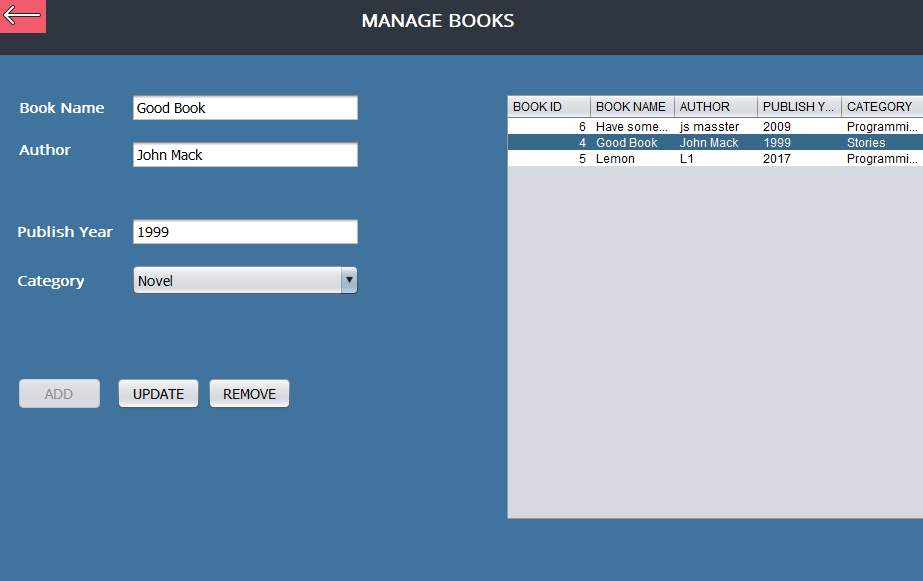 MANAGE BOOKS
Book Name Good Book
Author John Mack
Publish Year 1999
Category Novel
ADD UPDATE REMOVE
BOOK ID BOOK NAME AUTHOR PUBLISH Y... CATEGORY
6 Have some... js masster 2009 Programmi...
4 Good Book John Mack 1999 Stories
5 Lemon L1 2017 Programmi...